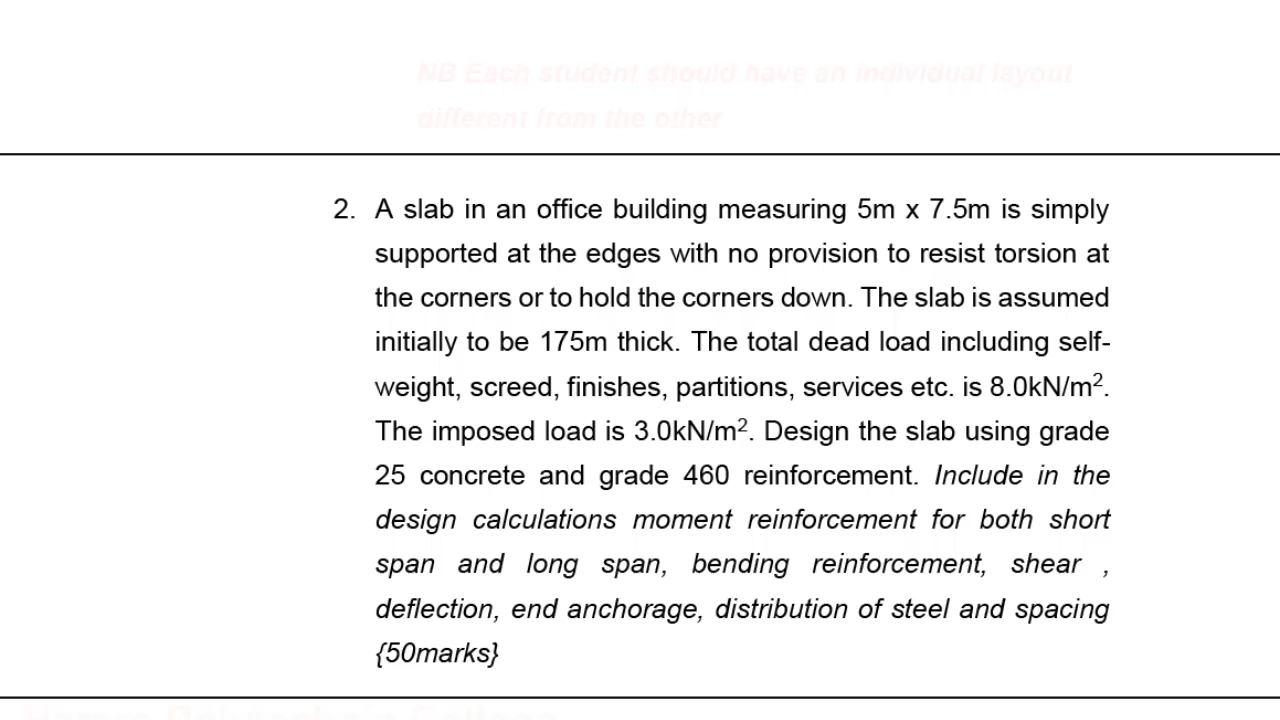 NB Each student should have an individual layout
different from the other
2. A slab in an office building measuring 5m x 7.5m is simply
supported at the edges with no provision to resist torsion at
the corners or to hold the corners down. The slab is assumed
initially to be 175m thick. The total dead load including self-
weight, screed, finishes, partitions, services etc. is 8.0kN/m².
The imposed load is 3.0kN/m². Design the slab using grade
25 concrete and grade 460 reinforcement. Include in the
design calculations moment reinforcement for both short
span and long span, bending reinforcement, shear ,
deflection, end anchorage, distribution of steel and spacing
{50marks}